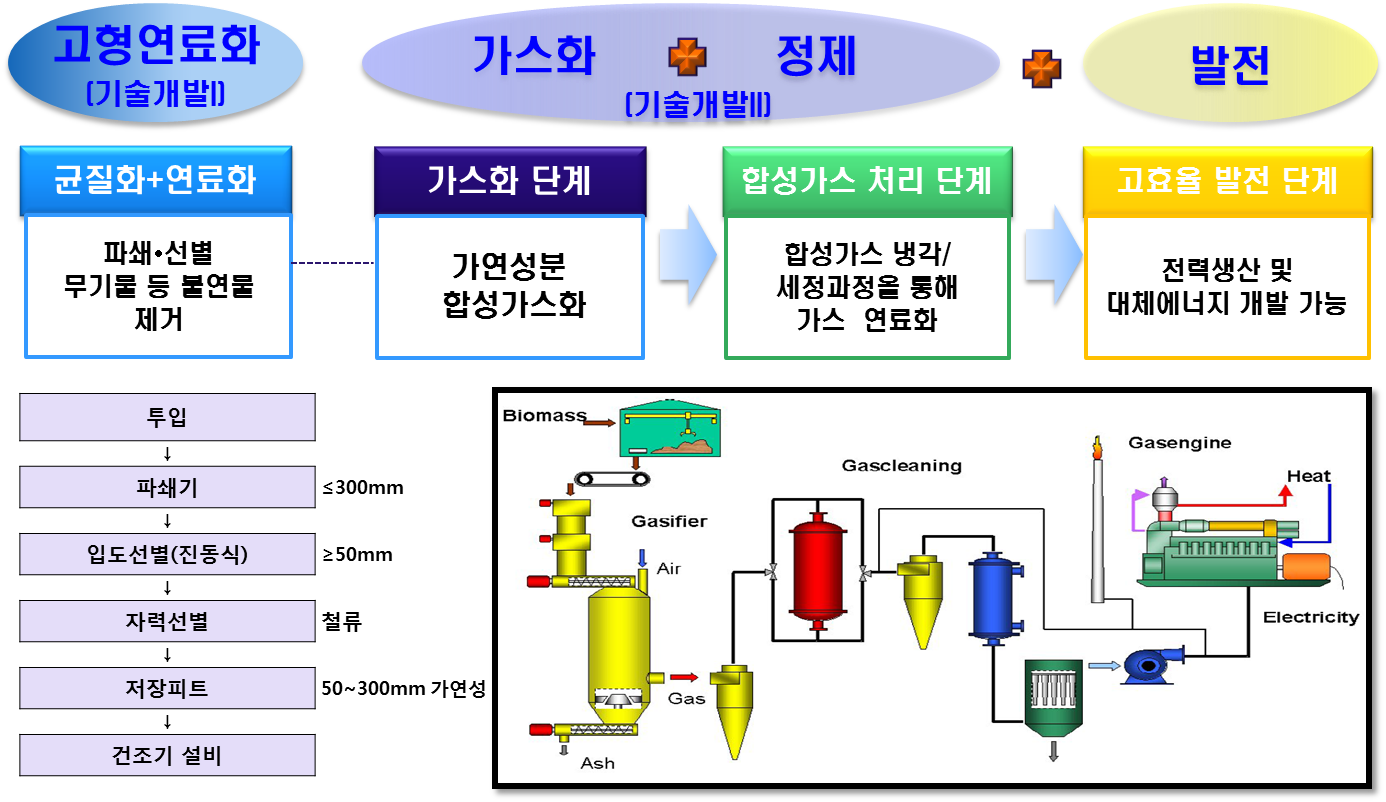 고형연료화
(기술개발I)
가스화
정제
(기술개발II)
발전
균질화+연료화
파쇄•선별
무기물 등 불연물
제거
가스화 단계
가연성분
합성가스화
합성가스 처리 단계
합성가스 냉각/
세정과정을 통해
가스 연료화
고효율 발전 단계
전력생산 및
대체에너지 개발 가능
투입
↓
파쇄기 ≤300mm
↓
입도선별(진동식) ≥50mm
↓
자력선별 철류
↓
저장피트 50~300mm 가연성
↓
건조기 설비
Biomass
Gasifier
Air
Gas
Ash
Gascleaning
Gasengine
Heat
Electricity